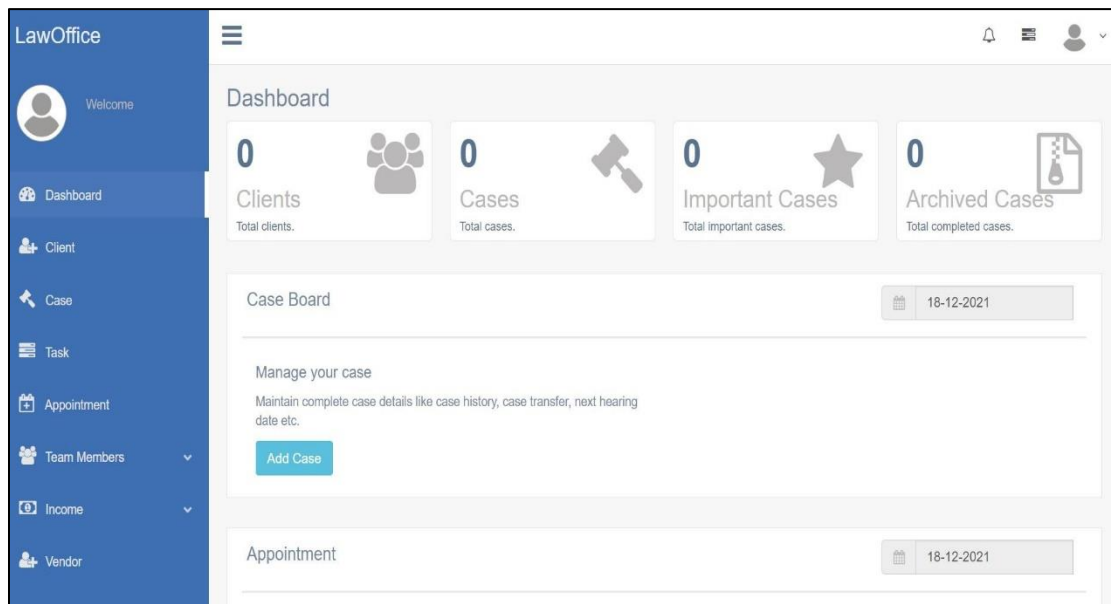 LawOffice
Welcome
Dashboard
Client
Case
Task
Appointment
Team Members
Income
Vendor
Dashboard
0
Clients
Total clients.
0
Cases
Total cases.
0
Important Cases
Total important cases.
0
Archived Cases
Total completed cases.
Case Board
18-12-2021
Manage your case
Maintain complete case details like case history, case transfer, next hearing
date etc.
Add Case
Appointment
18-12-2021